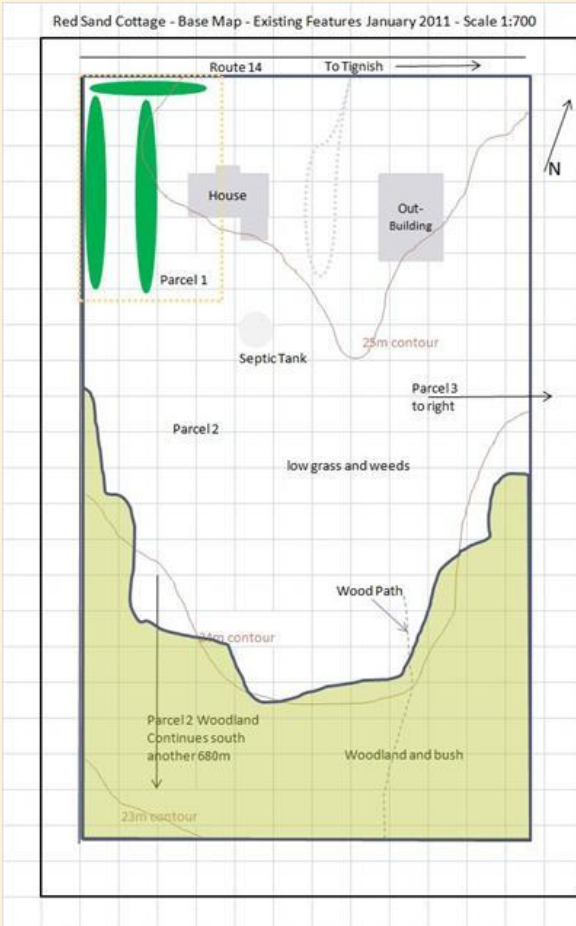 Red Sand Cottage - Base Map - Existing Features January 2011 - Scale 1:700
Route 14
To Tignish
N
House
Out-
Building
Parcel 1
25m contour
Septic Tank
Parcel 3
to right
Parcel 2
low grass and weeds
Wood Path
24m contour
Parcel 2 Woodland
Continues south
another 680m
Woodland and bush
23m contour